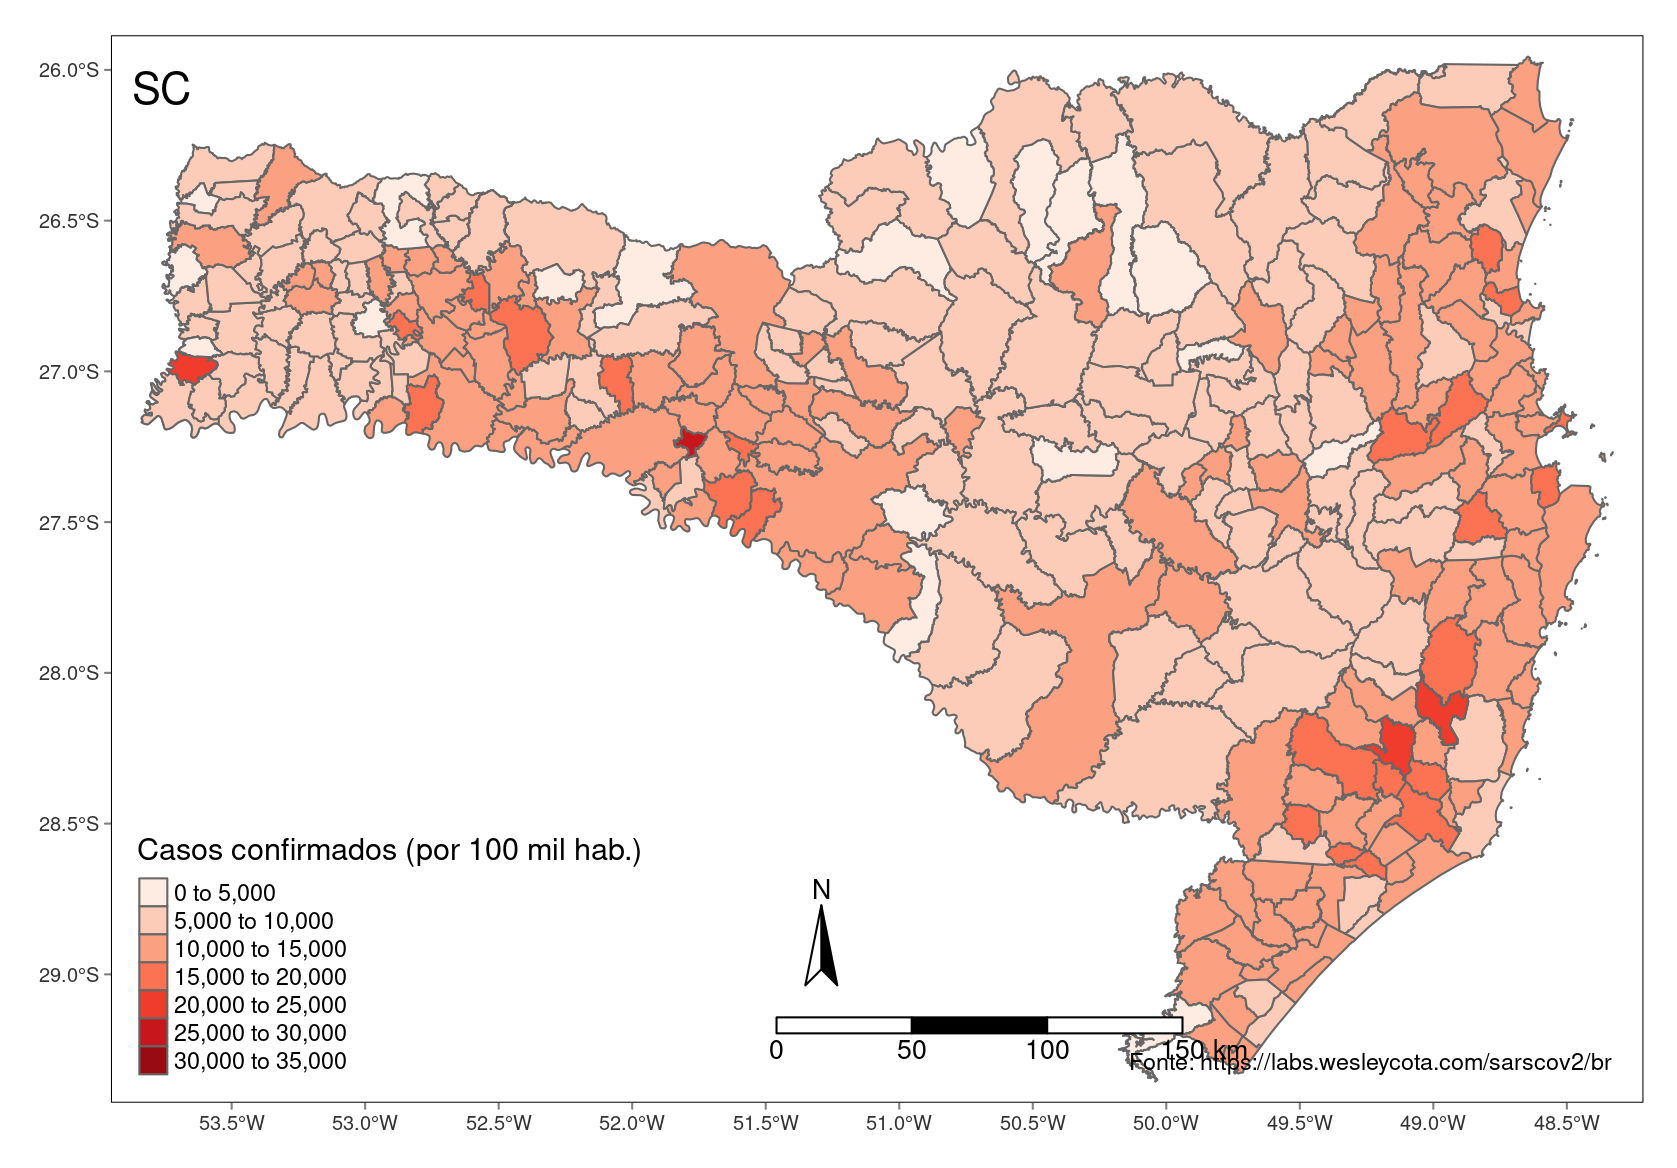 SC
26.0°S
26.5°S
27.0°S
27.5°S
28.0°S
28.5°S
29.0°S
Casos confirmados (por 100 mil hab.)
0 to 5,000
5,000 to 10,000
10,000 to 15,000
15,000 to 20,000
20,000 to 25,000
25,000 to 30,000
30,000 to 35,000
N
0 50 100 150 km
Fonte: https://labs.wesleycota.com/sarscov2/br
53.5°W 53.0°W 52.5°W 52.0°W 51.5°W 51.0°W 50.5°W 50.0°W 49.5°W 49.0°W 48.5°W